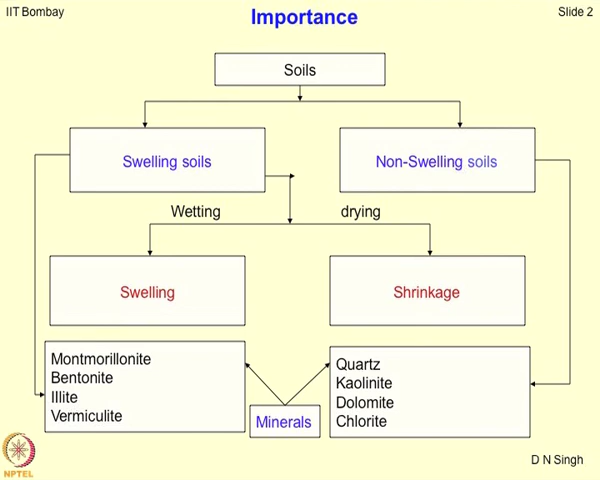 IIT Bombay
Importance
Slide 2
Soils
Swelling soils
Non-Swelling soils
Wetting
drying
Swelling
Shrinkage
Montmorillonite
Bentonite
Illite
Vermiculite
Quartz
Kaolinite
Dolomite
Chlorite
Minerals
D N Singh
NPTEL